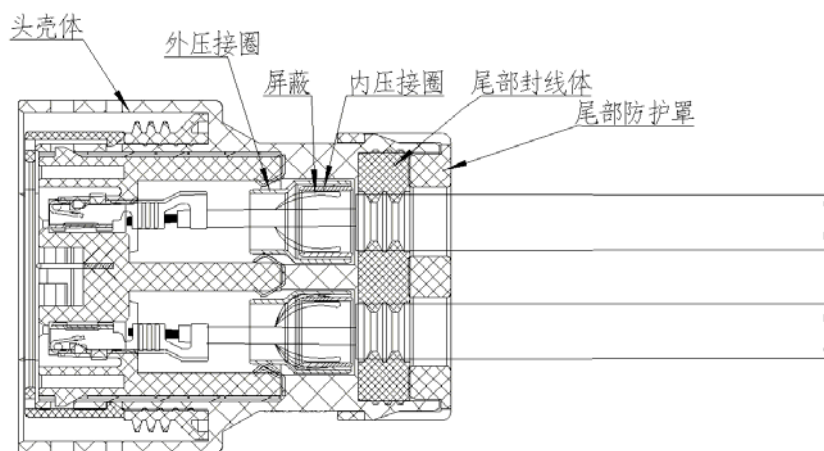 头壳体
外压接圈
屏蔽
内压接圈
尾部封线体
尾部防护罩